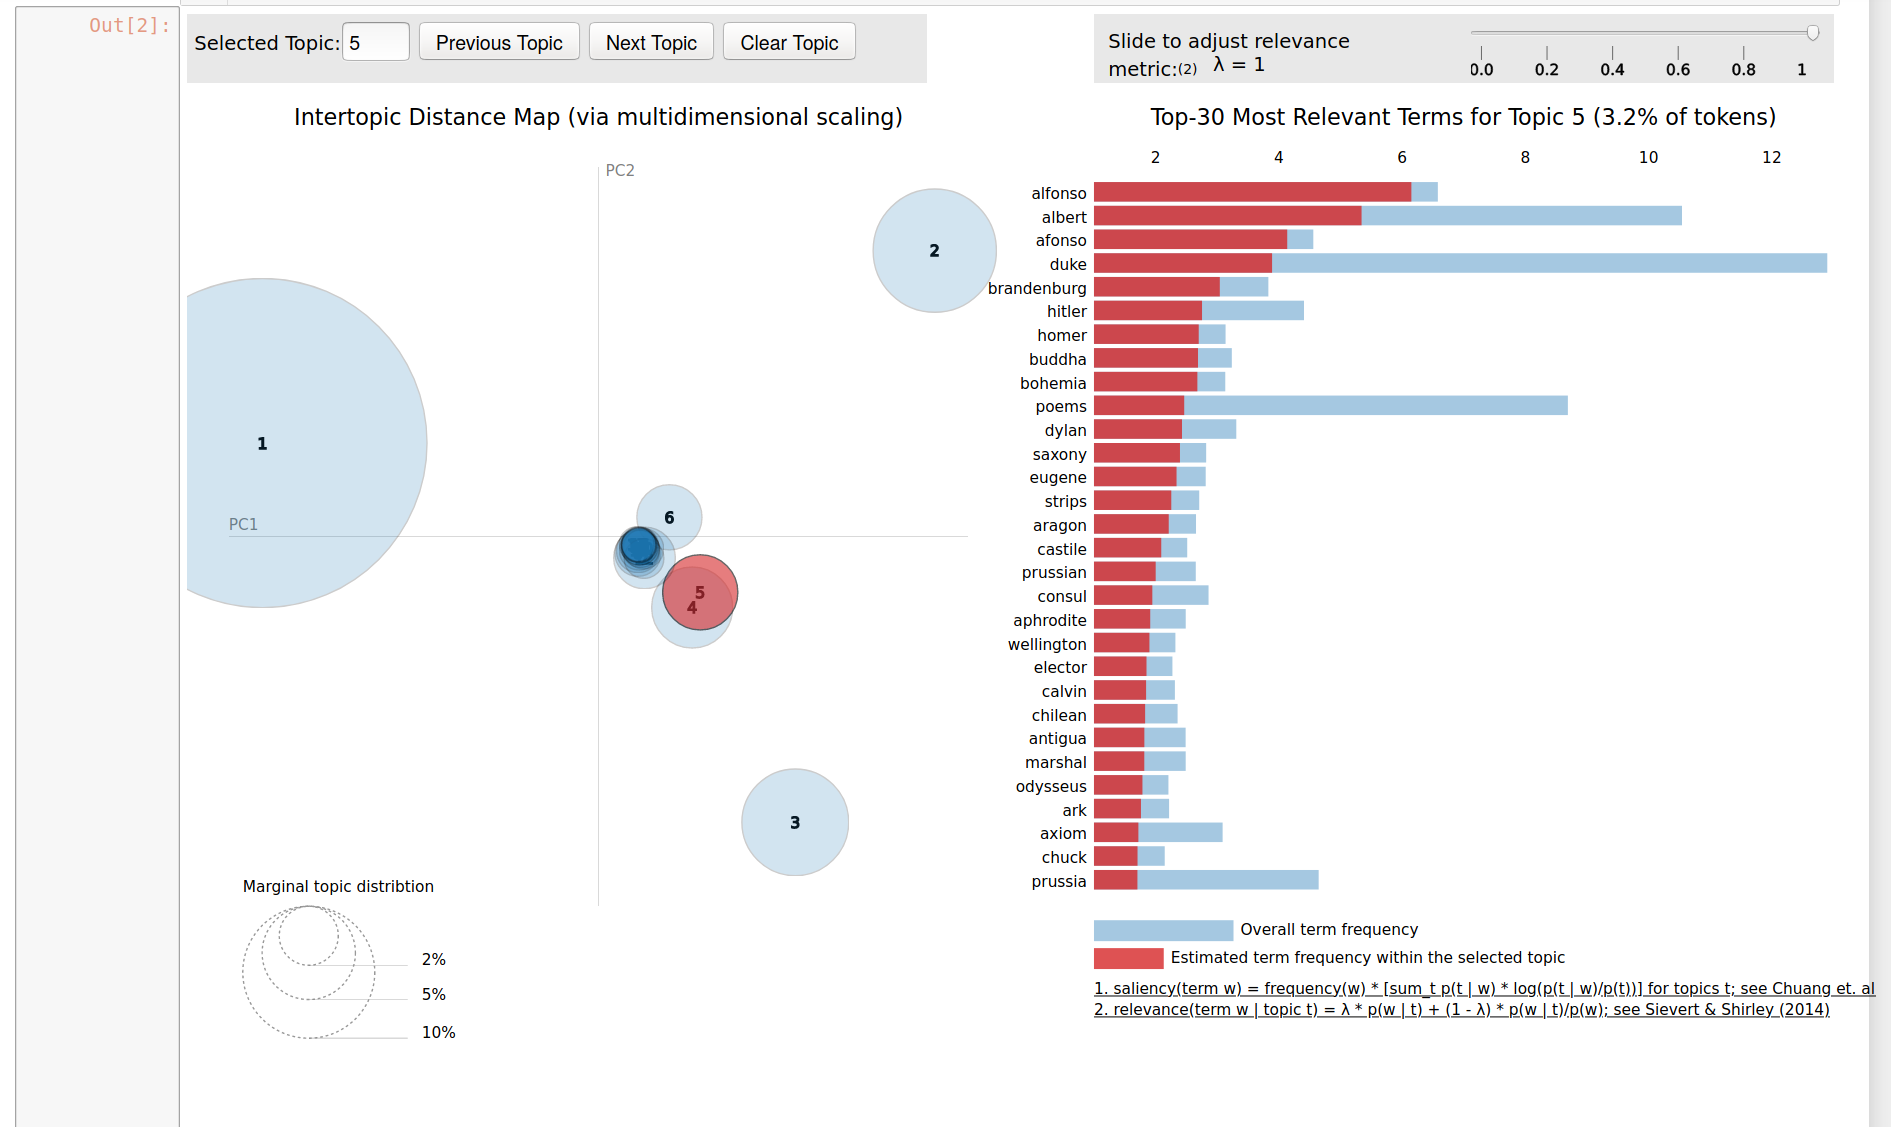 Out[2]:
Selected Topic: 5 Previous Topic Next Topic Clear Topic
Slide to adjust relevance
metric:(2) λ = 1
0.0 0.2 0.4 0.6 0.8 1
Intertopic Distance Map (via multidimensional scaling)
PC2
2
1
6
PC1
5
4
3
Marginal topic distribtion
2%
5%
10%
Top-30 Most Relevant Terms for Topic 5 (3.2% of tokens)
2 4 6 8 10 12
alfonso
albert
afonso
duke
brandenburg
hitler
homer
buddha
bohemia
poems
dylan
saxony
eugene
strips
aragon
castile
prussian
consul
aphrodite
wellington
elector
calvin
chilean
antigua
marshal
odysseus
ark
axiom
chuck
prussia
Overall term frequency
Estimated term frequency within the selected topic
1. saliency(term w) = frequency(w) * [sum_t p(t | w) * log(p(t | w)/p(t))] for topics t; see Chuang et. al
2. relevance(term w | topic t) = λ * p(w | t) + (1 - λ) * p(w | t)/p(w); see Sievert & Shirley (2014)